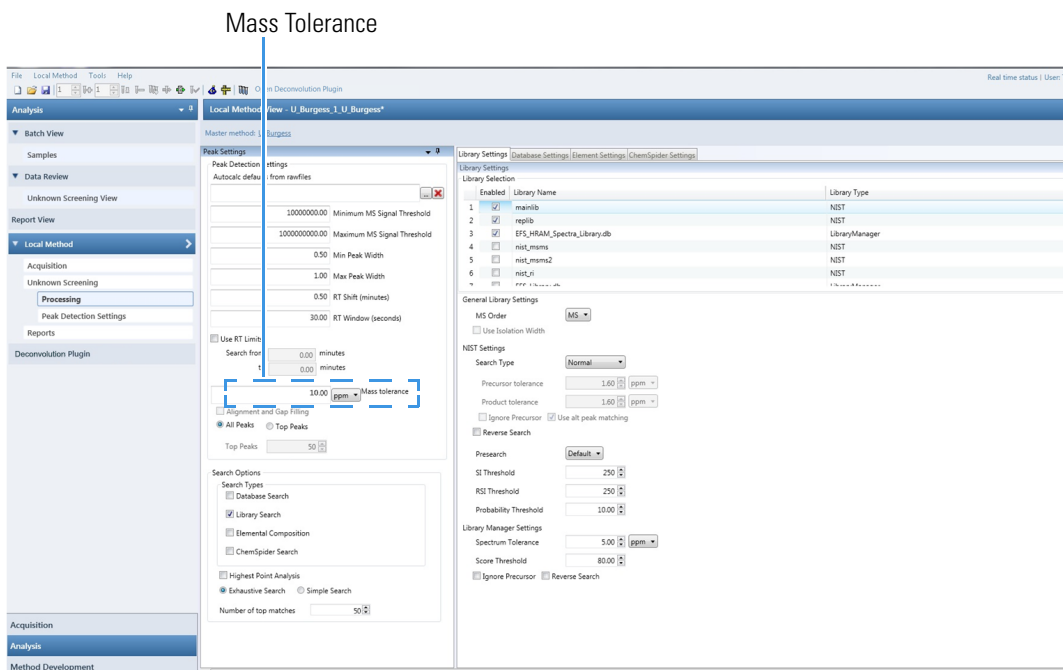 Mass Tolerance
File Local Method Tools Help
Real time status | User:
1 1 Deconvolution Plugin
Analysis
Local Method View - U_Burgess_1_U_Burgess*
Batch View
Samples
Data Review
Unknown Screening View
Report View
Local Method
Acquisition
Unknown Screening
Processing
Peak Detection Settings
Reports
Deconvolution Plugin
Acquisition
Analysis
Method Development
Master method: Burgess
Peak Settings
Peak Detection Settings
Autocalc defaults from rawfiles
10000000.00 Minimum MS Signal Threshold
1000000000.00 Maximum MS Signal Threshold
0.50 Min Peak Width
1.00 Max Peak Width
0.50 RT Shift (minutes)
30.00 RT Window (seconds)
Use RT Limits
Search from 0.00 minutes
0.00 minutes
10.00 ppm Mass tolerance
Alignment and Gap Filling
All Peaks Top Peaks
Top Peaks 50
Search Options
Search Types
Database Search
Library Search
Elemental Composition
ChemSpider Search
Highest Point Analysis
Exhaustive Search Simple Search
Number of top matches 50
Library Settings Database Settings Element Settings ChemSpider Settings
Library Settings
Library Selection
Enabled Library Name Library Type
1 mainlib NIST
2 replib NIST
3 EFS_HRAM_Spectra_Library.db LibraryManager
4 nist_msms NIST
5 nist_msms2 NIST
6 nist_ri NIST
General Library Settings
MS Order MS
Use Isolation Width
NIST Settings
Search Type Normal
Precursor tolerance 1.60 ppm
Product tolerance 1.60 ppm
Ignore Precursor Use alt peak matching
Reverse Search
Presearch Default
SI Threshold 250
RSI Threshold 250
Probability Threshold 10.00
Library Manager Settings
Spectrum Tolerance 5.00 ppm
Score Threshold 80.00
Ignore Precursor Reverse Search